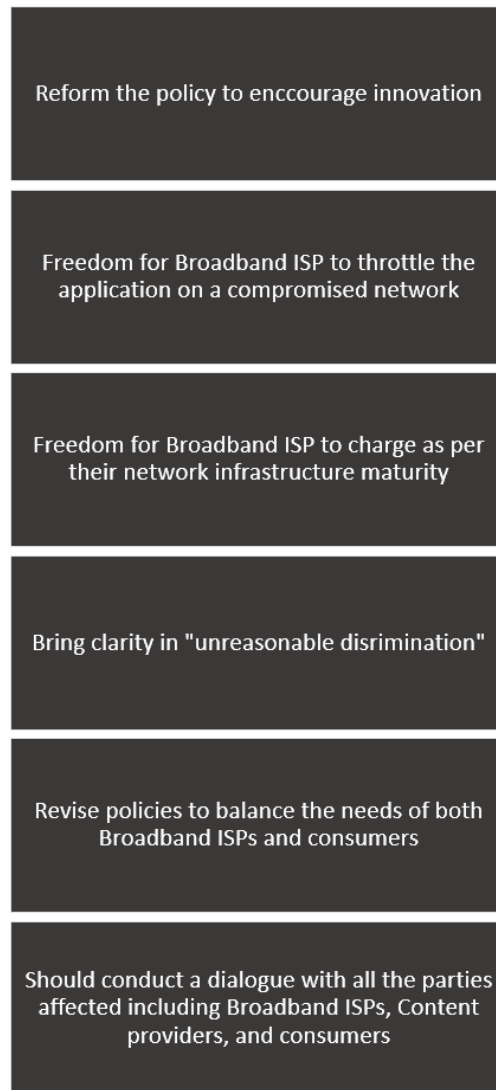 Reform the policy to enccourage innovation
Freedom for Broadband ISP to throttle the
application on a compromised network
Freedom for Broadband ISP to charge as per
their network infrastructure maturity
Bring clarity in "unreasonable disrimination"
Revise policies to balance the needs of both
Broadband ISPs and consumers
Should conduct a dialogue with all the parties
affected including Broadband ISPs, Content
providers, and consumers